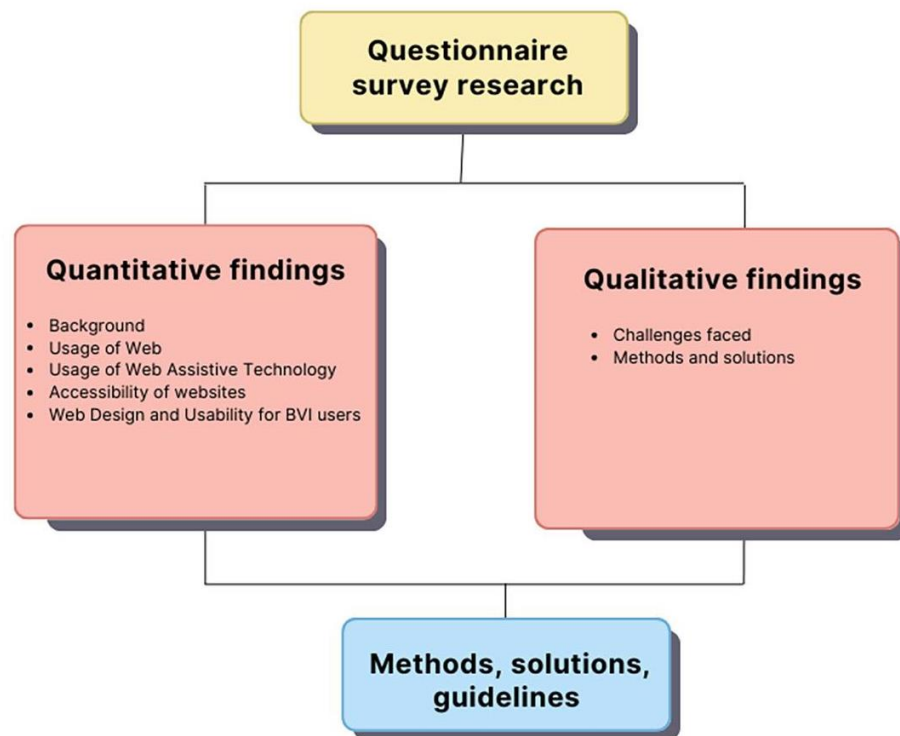 Questionnaire
survey research
Quantitative findings
• Background
• Usage of Web
• Usage of Web Assistive Technology
• Accessibility of websites
• Web Design and Usability for BVI users
Qualitative findings
• Challenges faced
• Methods and solutions
Methods, solutions,
guidelines